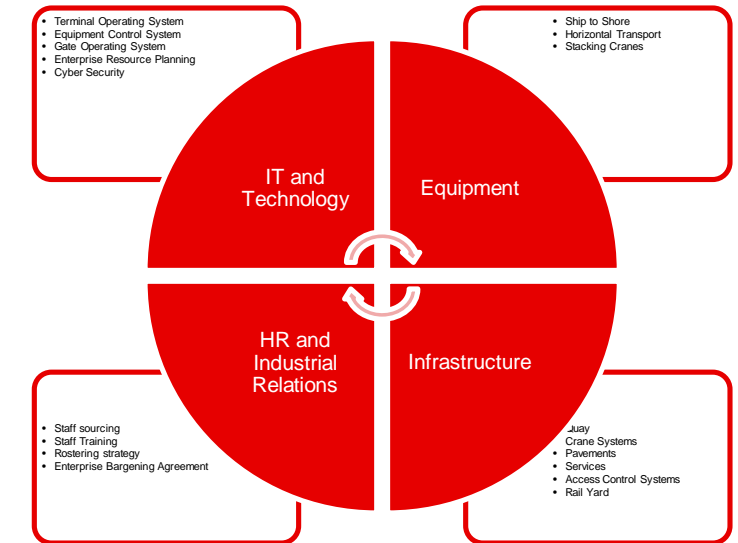 • Terminal Operating System
• Equipment Control System
• Gate Operating System
• Enterprise Resource Planning
• Cyber Security
• Ship to Shore
• Horizontal Transport
• Stacking Cranes
IT and
Technology
Equipment
HR and
Industrial
Relations
Infrastructure
• Staff sourcing
• Staff Training
• Rostering strategy
• Enterprise Bargening Agreement
Quay
Crane Systems
• Pavements
• Services
• Access Control Systems
• Rail Yard